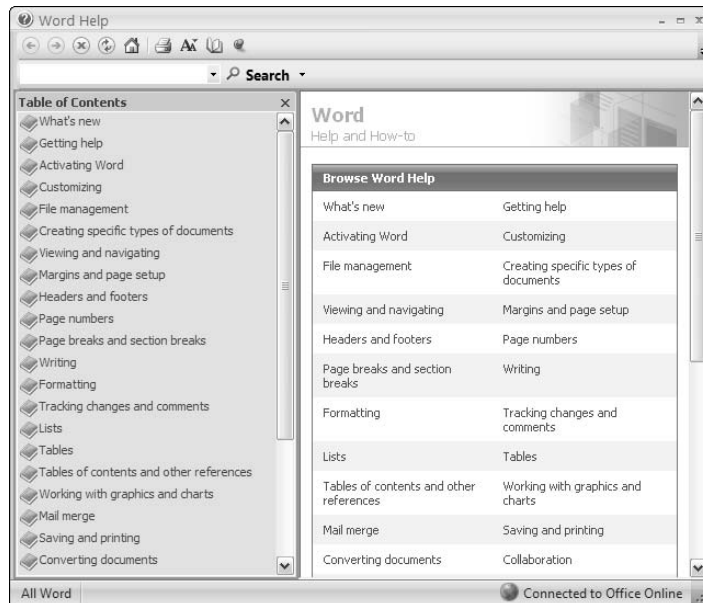 Word Help
Search
Table of Contents
What's new
Getting help
Activating Word
Customizing
File management
Creating specific types of documents
Viewing and navigating
Margins and page setup
Headers and footers
Page numbers
Page breaks and section breaks
Writing
Formatting
Tracking changes and comments
Lists
Tables
Tables of contents and other references
Working with graphics and charts
Mail merge
Saving and printing
Converting documents
Word
Help and How-to
Browse Word Help
What's new Getting help
Activating Word Customizing
File management Creating specific types of
documents
Viewing and navigating Margins and page setup
Headers and footers Page numbers
Page breaks and section Writing
breaks
Formatting Tracking changes and
comments
Lists Tables
Tables of contents and other Working with graphics and
references charts
Mail merge Saving and printing
Converting documents Collaboration
All Word Connected to Office Online